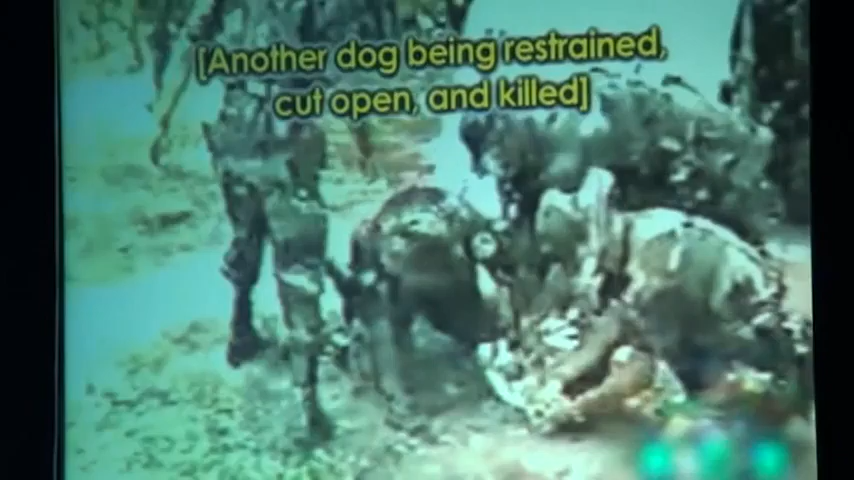 [Another dog being restrained,
cut open, and killed]